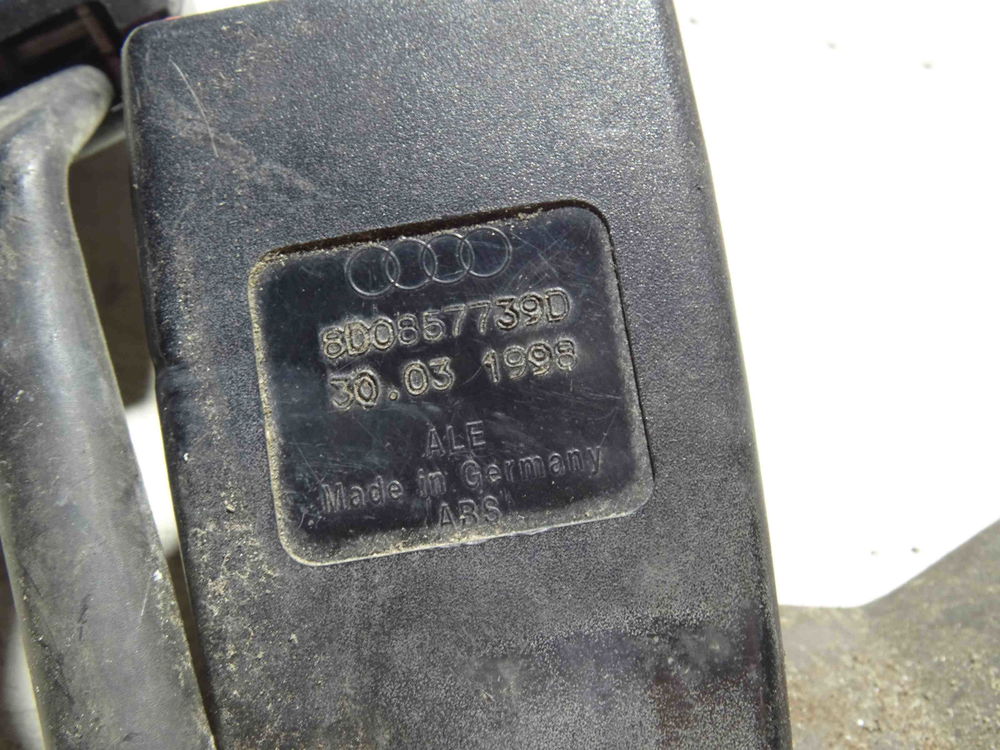 8D0857739D
30.03 1998
ALE
Made in Germany
ABS